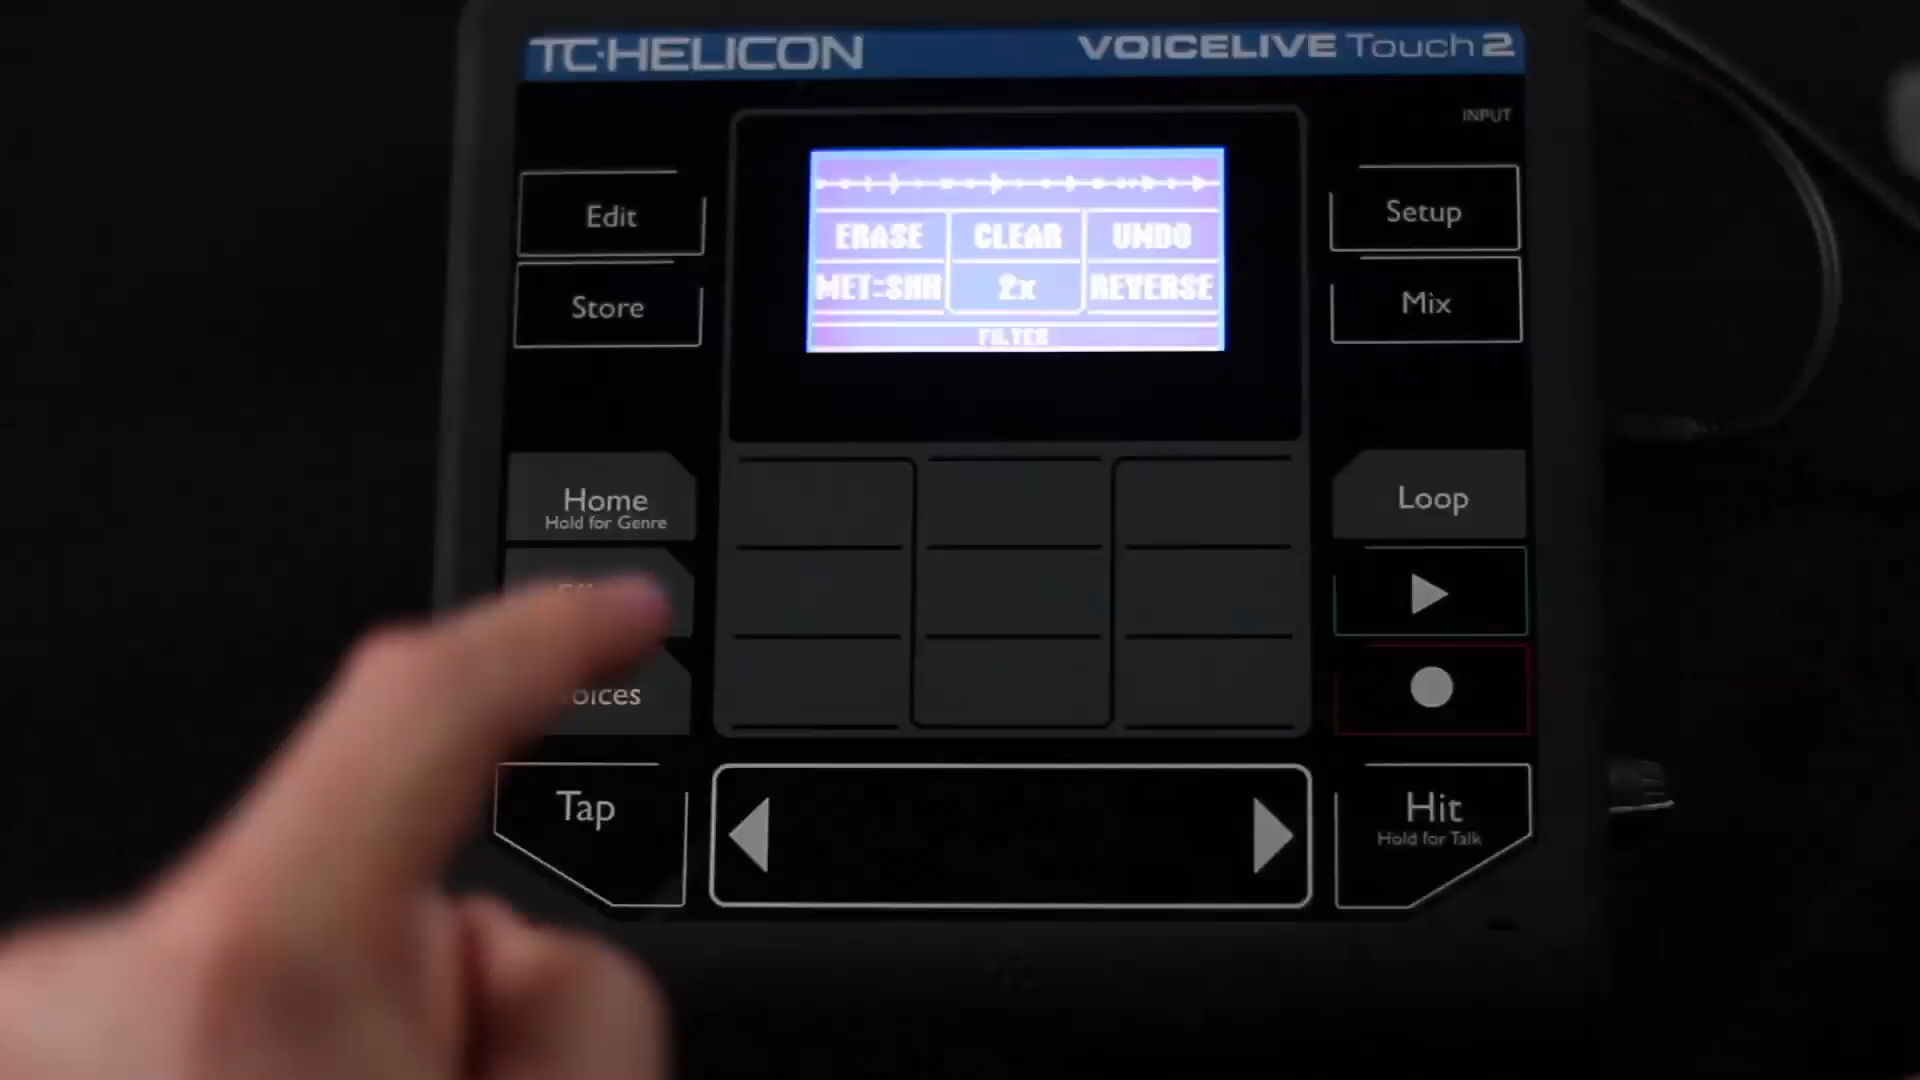 TC·HELICON
VOICELIVE Touch 2
INPUT
Edit
Setup
ERASE CLEAR UNDO
Store
MET:SHR 2x REVERSE
Mix
FILTER
Home
Hold for Genre
Loop
Tap
Hit
Hold for Talk